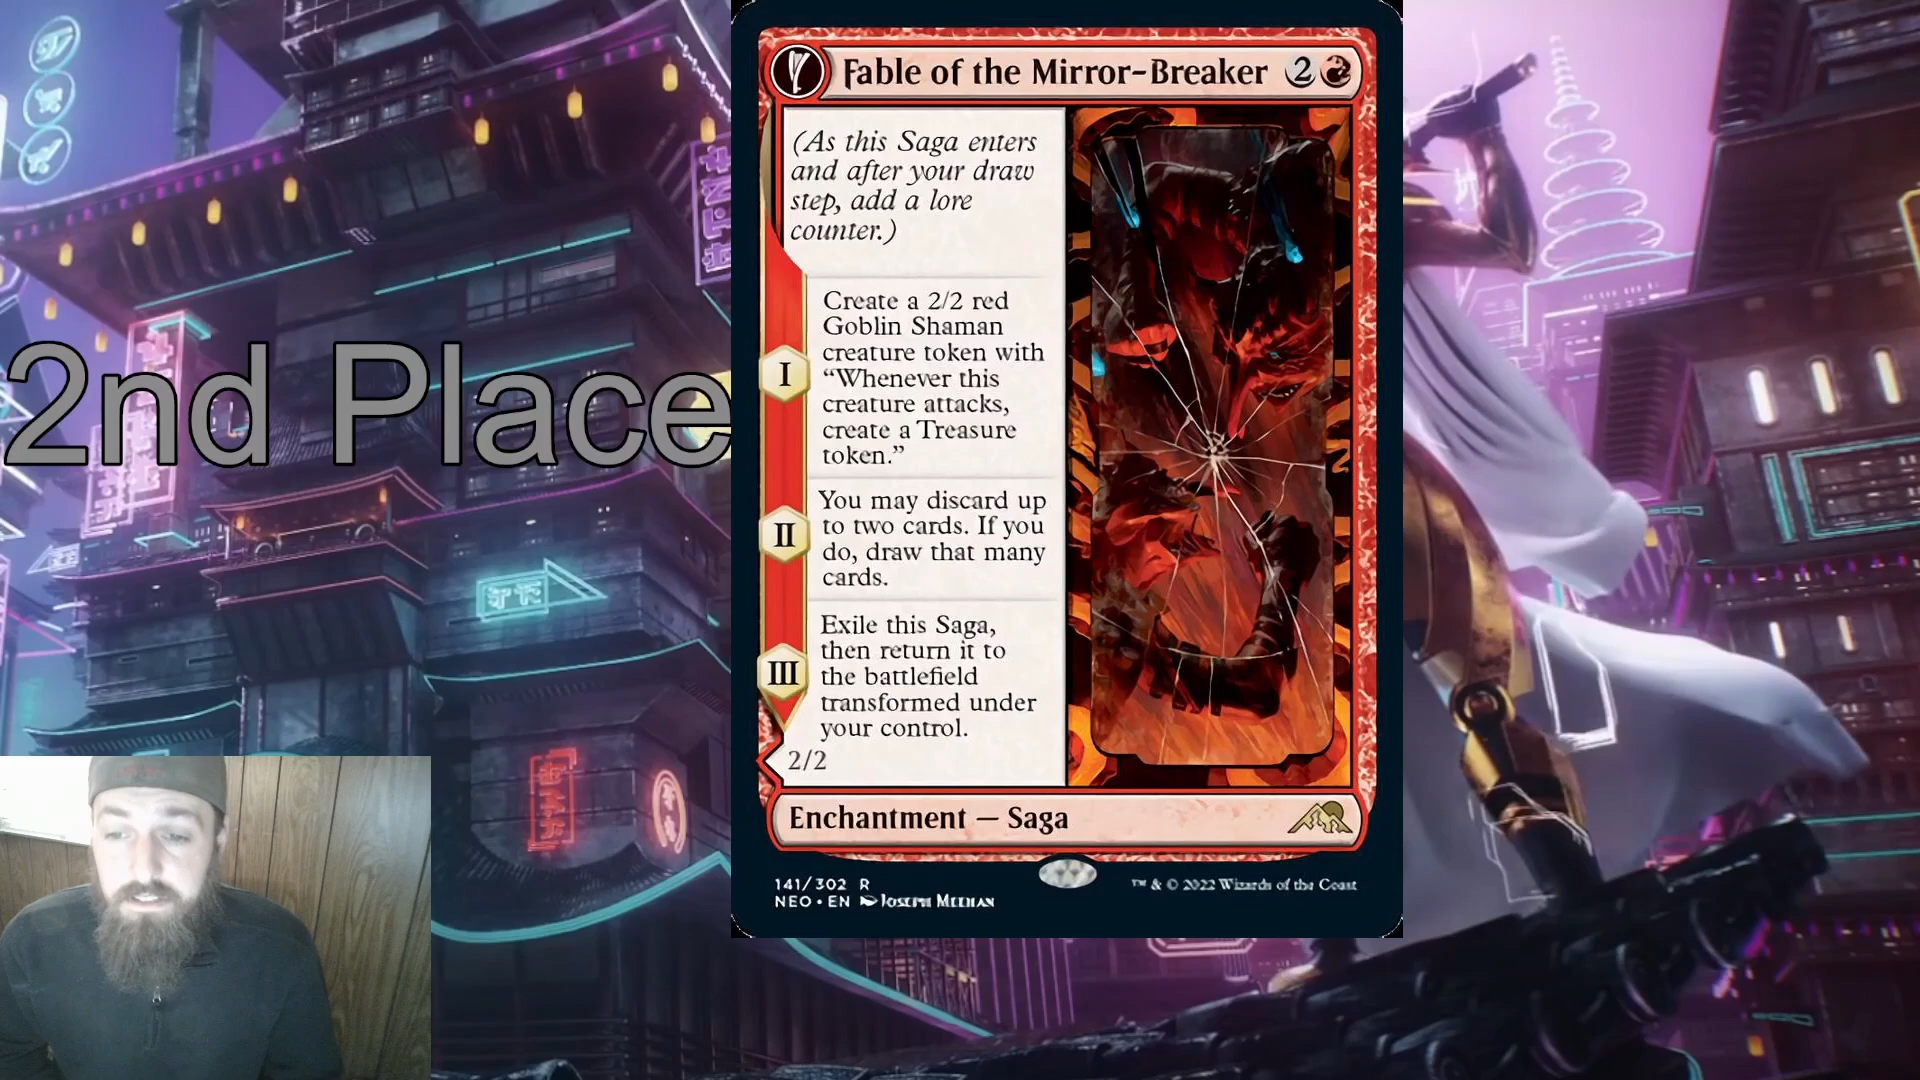 2nd Place
Fable of the Mirror-Breaker 2
(As this Saga enters
and after your draw
step, add a lore
counter.)
I
Create a 2/2 red
Goblin Shaman
creature token with
“Whenever this
creature attacks,
create a Treasure
token.”
II
You may discard up
to two cards. If you
do, draw that many
cards.
III
Exile this Saga,
then return it to
the battlefield
transformed under
your control.
2/2
Enchantment — Saga
141/302 R
NEO • EN Joseph Meehan
™ & © 2022 Wizards of the Coast